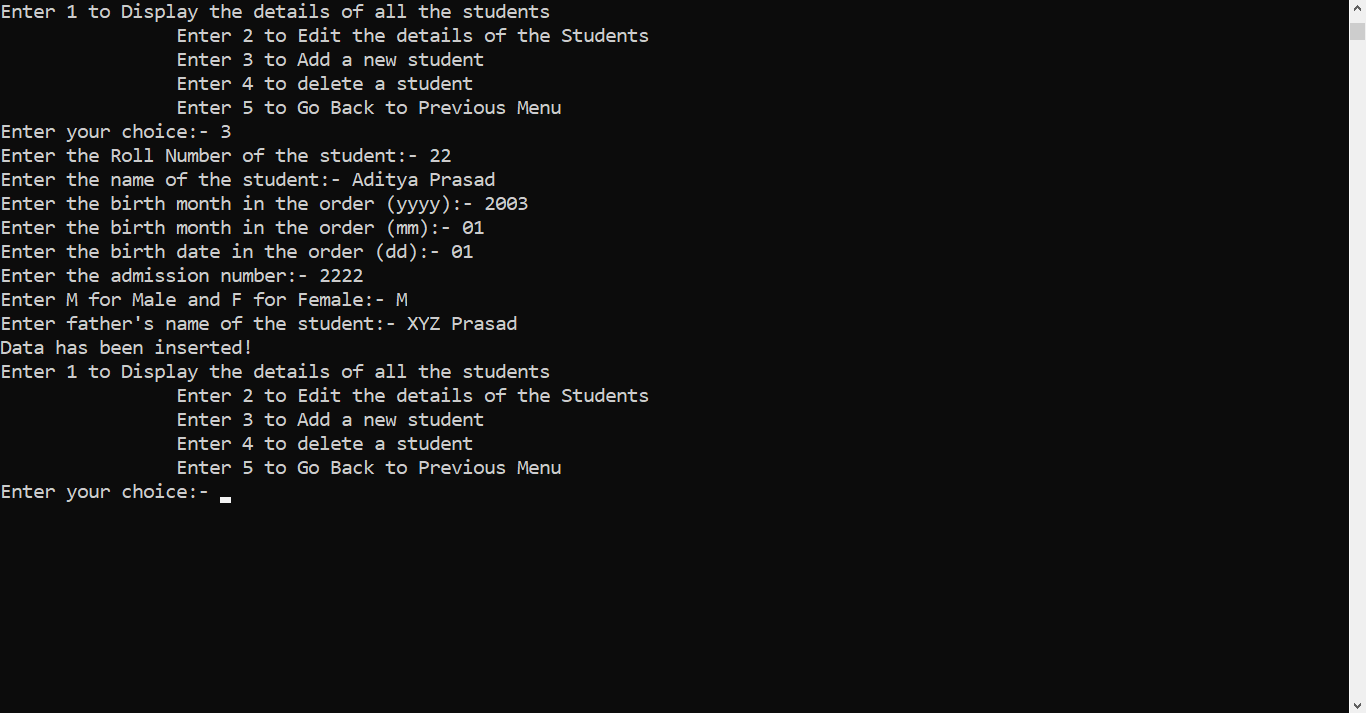 Enter 1 to Display the details of all the students
Enter 2 to Edit the details of the Students
Enter 3 to Add a new student
Enter 4 to delete a student
Enter 5 to Go Back to Previous Menu
Enter your choice:- 3
Enter the Roll Number of the student:- 22
Enter the name of the student:- Aditya Prasad
Enter the birth month in the order (yyyy):- 2003
Enter the birth month in the order (mm):- 01
Enter the birth date in the order (dd):- 01
Enter the admission number:- 2222
Enter M for Male and F for Female:- M
Enter father's name of the student:- XYZ Prasad
Data has been inserted!
Enter 1 to Display the details of all the students
Enter 2 to Edit the details of the Students
Enter 3 to Add a new student
Enter 4 to delete a student
Enter 5 to Go Back to Previous Menu
Enter your choice:-